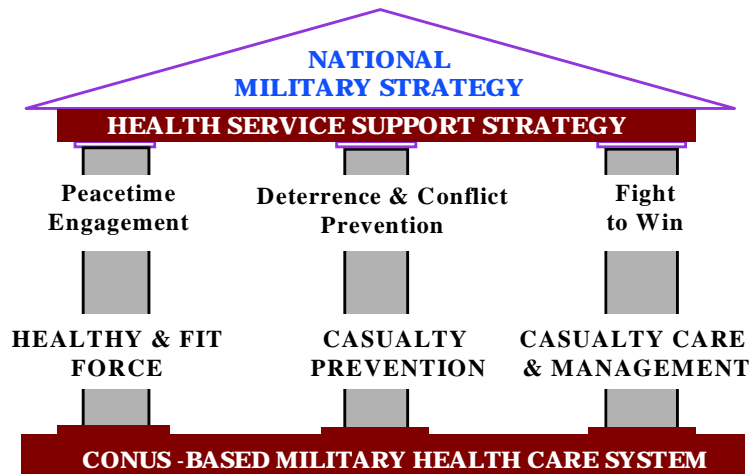 NATIONAL
MILITARY STRATEGY
HEALTH SERVICE SUPPORT STRATEGY
Peacetime
Engagement
Deterrence & Conflict
Prevention
Fight
to Win
HEALTHY & FIT
FORCE
CASUALTY
PREVENTION
CASUALTY CARE
& MANAGEMENT
CONUS -BASED MILITARY HEALTH CARE SYSTEM